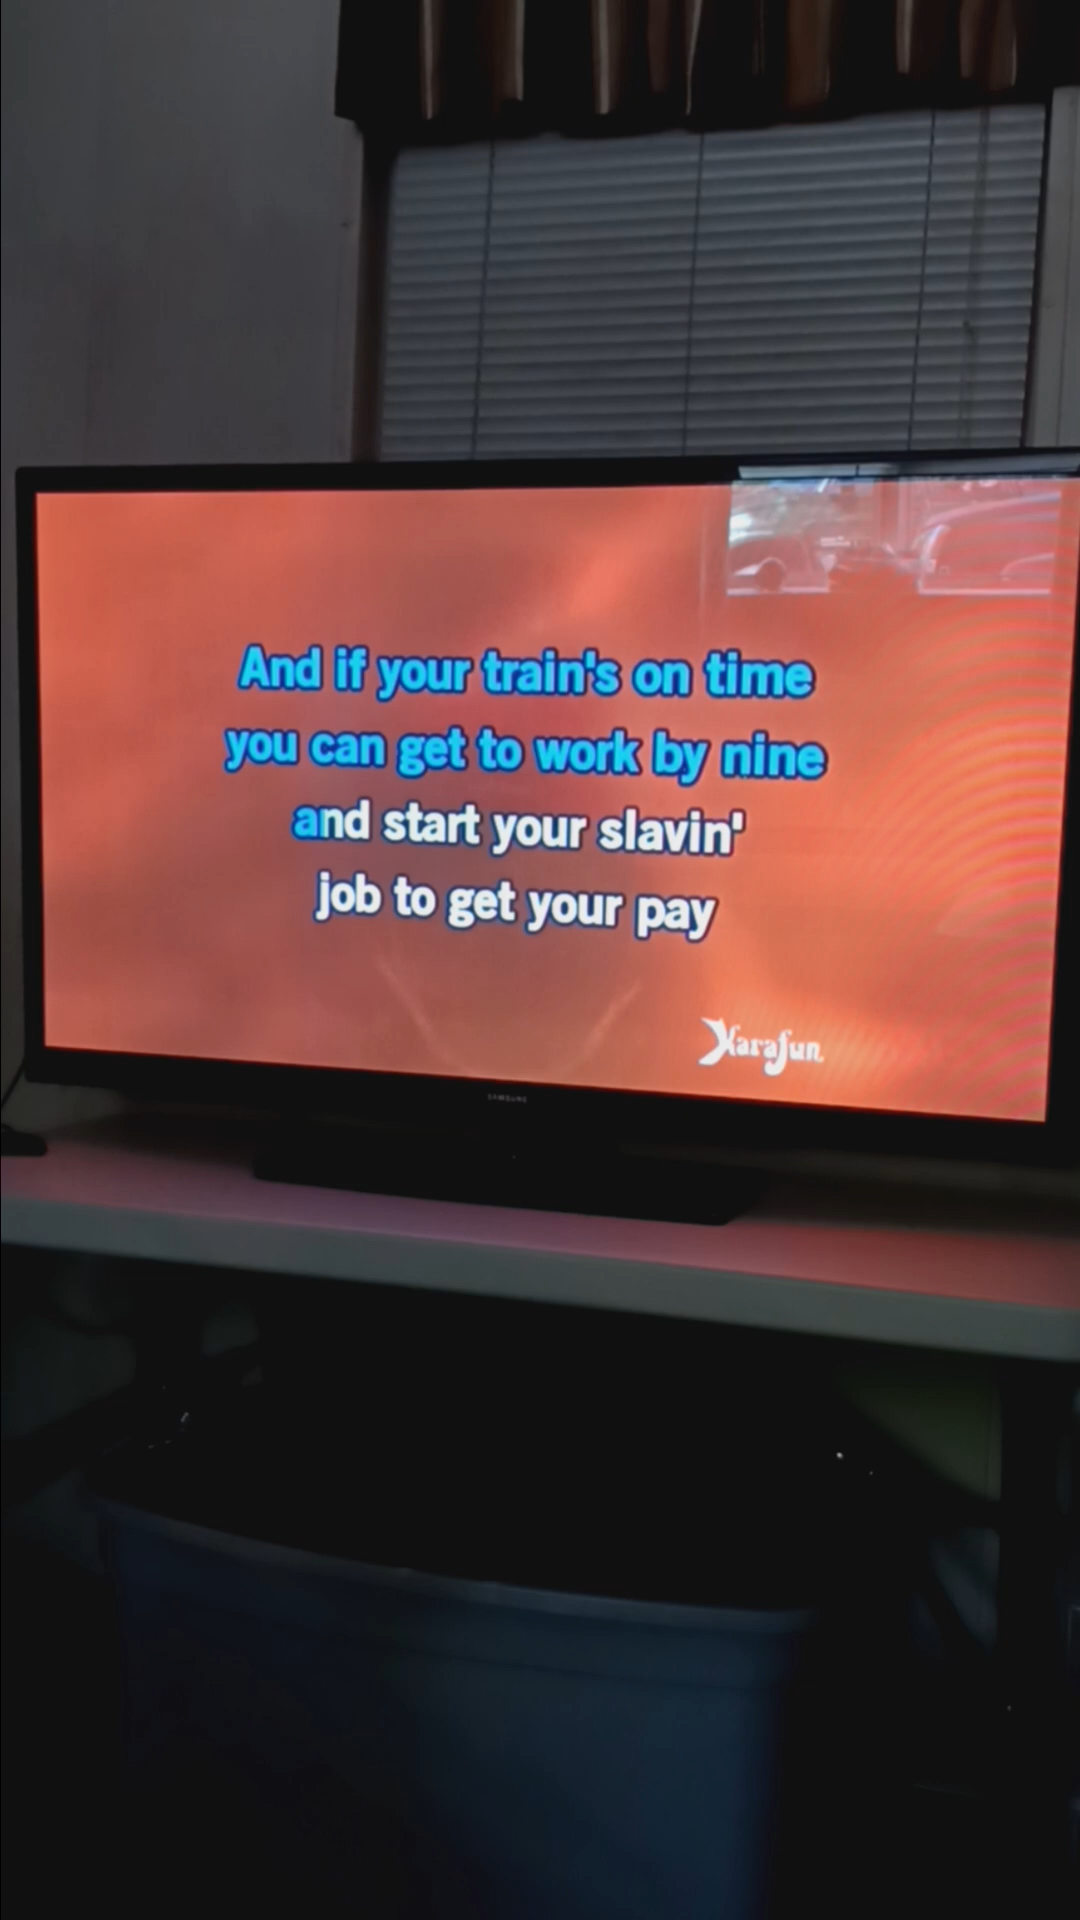 And if your train's on time
you can get to work by nine
and start your slavin'
job to get your pay
Karafun
SAMSUNG